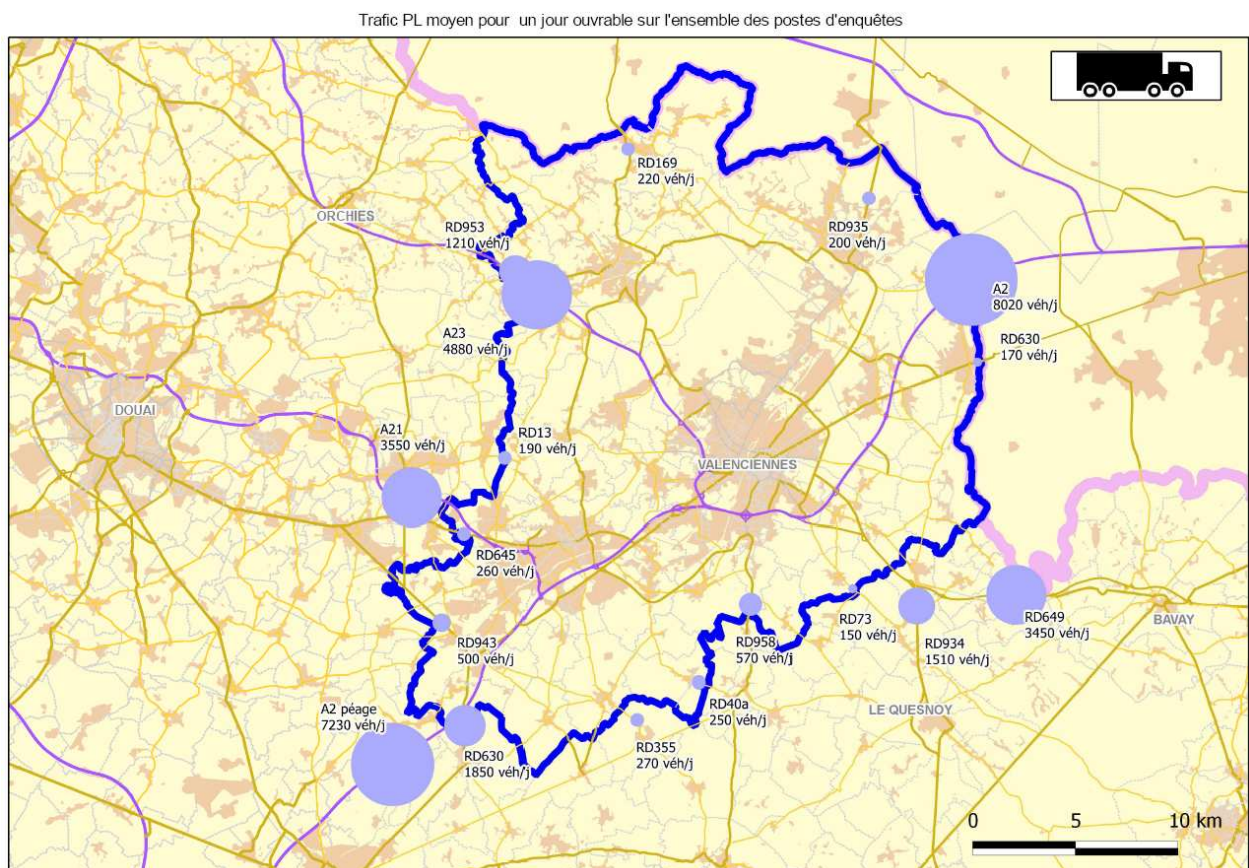 Trafic PL moyen pour un jour ouvrable sur l'ensemble des postes d'enquêtes
RD169
220 véh/j
ORCHIES
RD953
1210 véh/j
RD935
200 véh/j
A2
8020 véh/j
A23
4880 véh/j
RD630
170 véh/j
DOUAI
A21
3550 véh/j
RD13
190 véh/j
VALENCIENNES
RD645
260 véh/j
RD943
500 véh/j
RD958
570 véh/j
RD73
150 véh/j
RD934
1510 véh/j
RD649
3450 véh/j
BAVAY
A2 péage
7230 véh/j
RD630
1850 véh/j
RD355
270 véh/j
RD40a
250 véh/j
LE QUESNOY
0 5 10 km